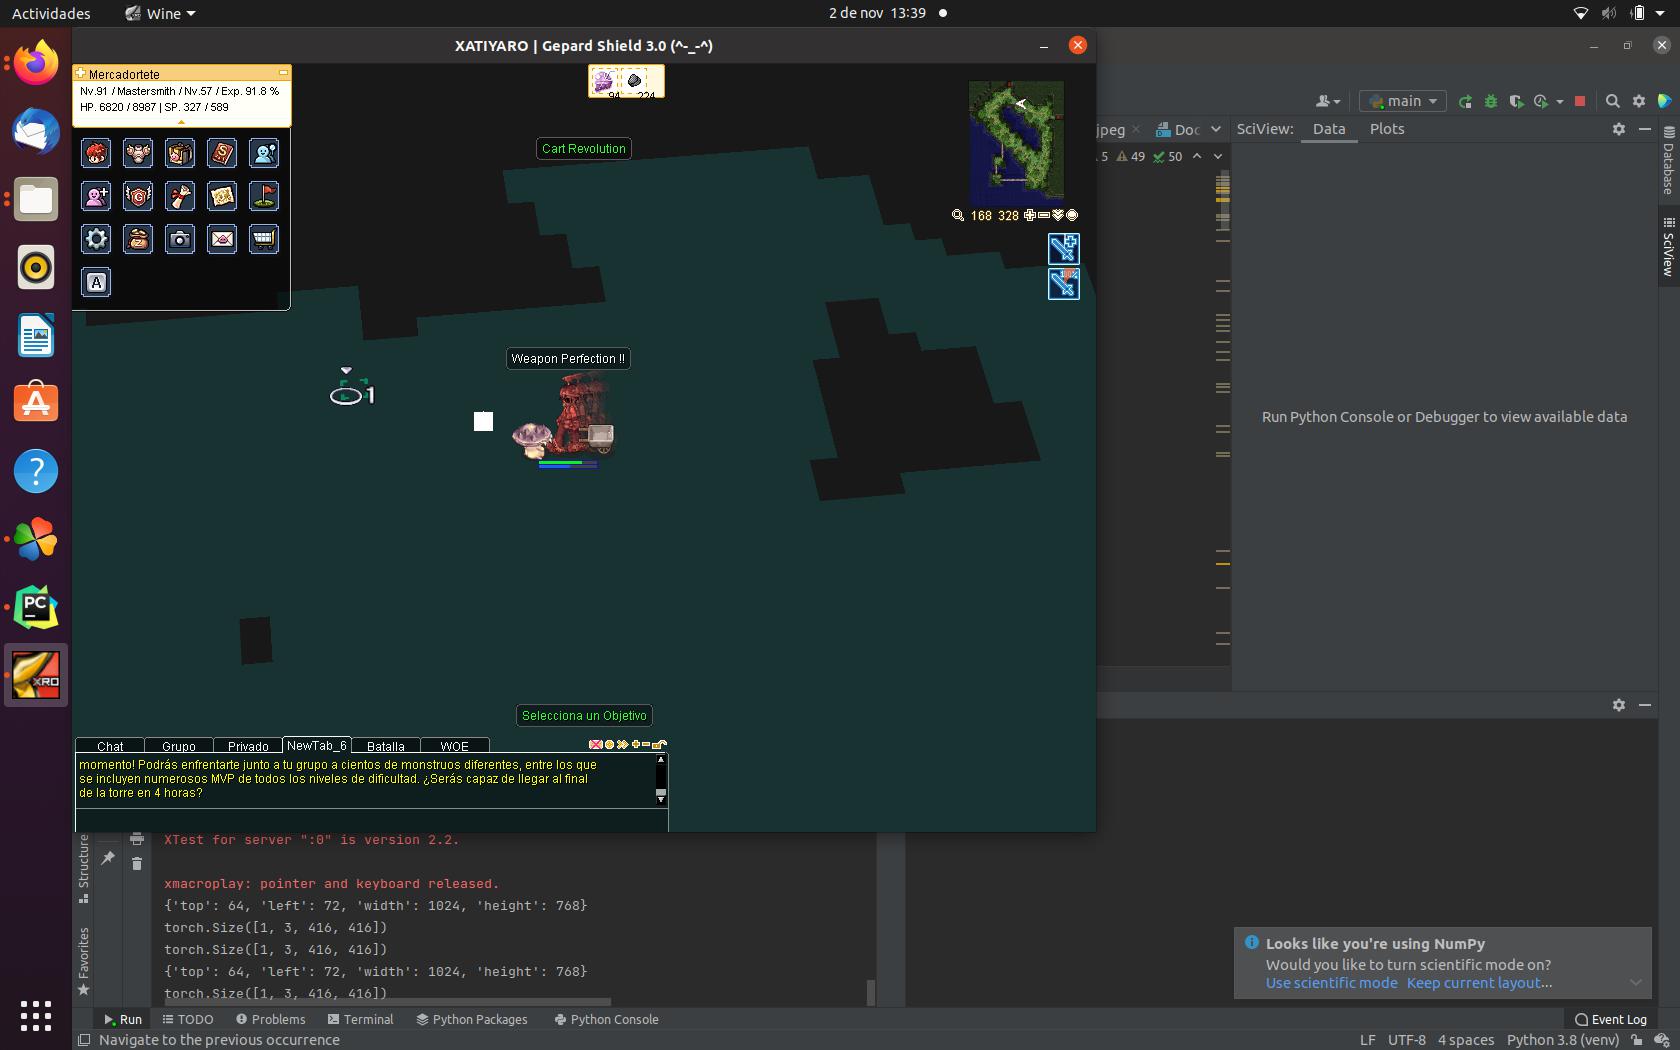 Actividades
Wine
2 de nov 13:39
XATIYARO | Gepard Shield 3.0 (^-_-^)
Mercadortete
Nv.91 / Mastersmith / Nv.57 / Exp. 91.8 %
HP. 6820 / 8987 | SP. 327 / 589
94 224
A
Cart Revolution
168 328
100%
Weapon Perfection !!
1
Selecciona un Objetivo
Chat Grupo Privado NewTab_6 Batalla WOE
momento! Podrás enfrentarte junto a tu grupo a cientos de monstruos diferentes, entre los que
se incluyen numerosos MVP de todos los niveles de dificultad. ¿Serás capaz de llegar al final
de la torre en 4 horas?
main
jpeg
Doc
SciView: Data Plots
5 49 50
Database
SciView
Run Python Console or Debugger to view available data
PC
XRO
Structure
Favorites
XTest for server ":0" is version 2.2.
xmacroplay: pointer and keyboard released.
{'top': 64, 'left': 72, 'width': 1024, 'height': 768}
torch.Size([1, 3, 416, 416])
torch.Size([1, 3, 416, 416])
{'top': 64, 'left': 72, 'width': 1024, 'height': 768}
torch.Size([1, 3, 416, 416])
Looks like you're using NumPy
Would you like to turn scientific mode on?
Use scientific mode Keep current layout...
Run TODO Problems Terminal Python Packages Python Console
Event Log
Navigate to the previous occurrence
LF UTF-8 4 spaces Python 3.8 (venv)